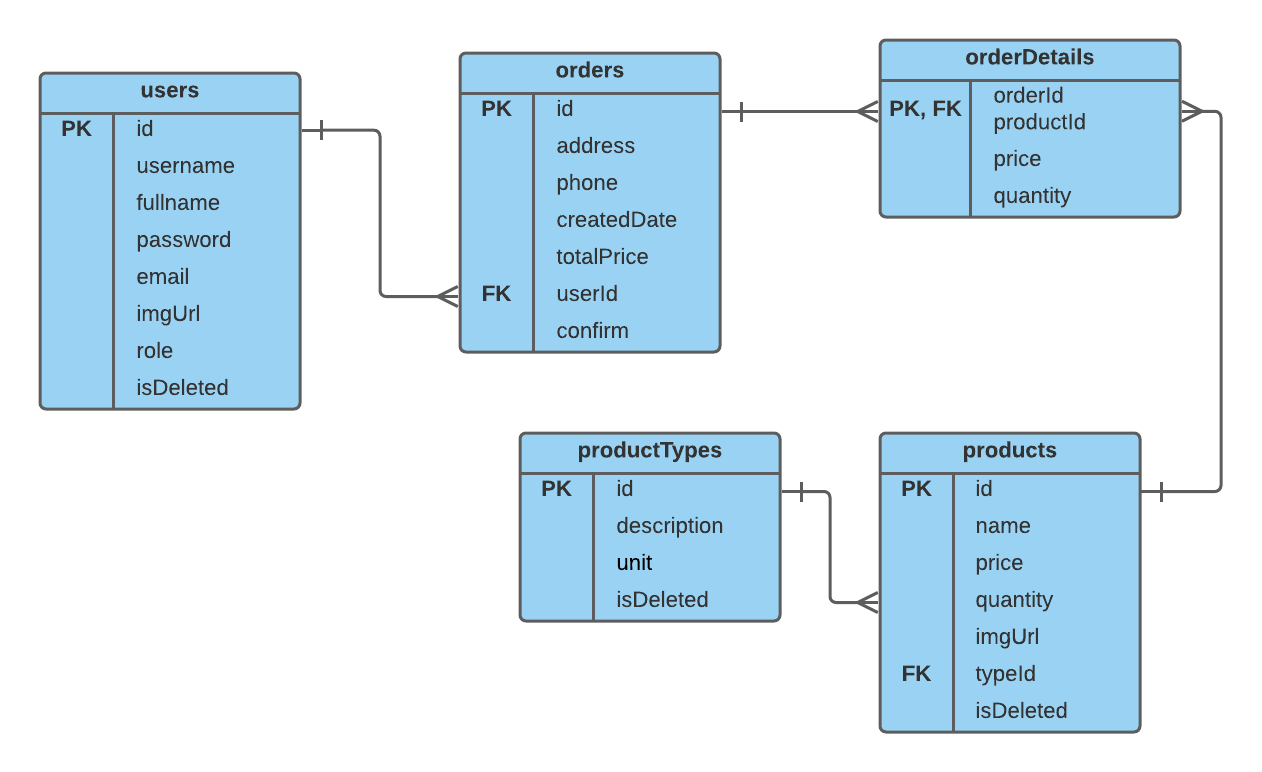 users
PK id
username
fullname
password
email
imgUrl
role
isDeleted
orders
PK id
address
phone
createdDate
totalPrice
FK userId
confirm
orderDetails
PK, FK orderId
productId
price
quantity
productTypes
PK id
description
unit
isDeleted
products
PK id
name
price
quantity
imgUrl
FK typeId
isDeleted